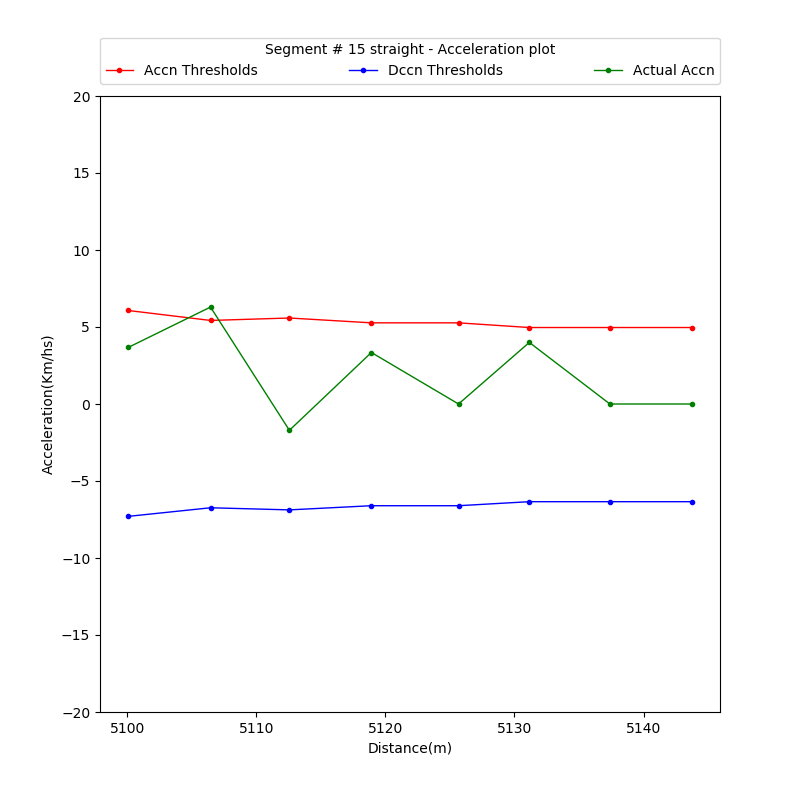 Segment # 15 straight - Acceleration plot
Accn Thresholds Dccn Thresholds Actual Accn
20
15
10
5
0
−5
−10
−15
−20
Acceleration(Km/hs)
5100 5110 5120 5130 5140
Distance(m)